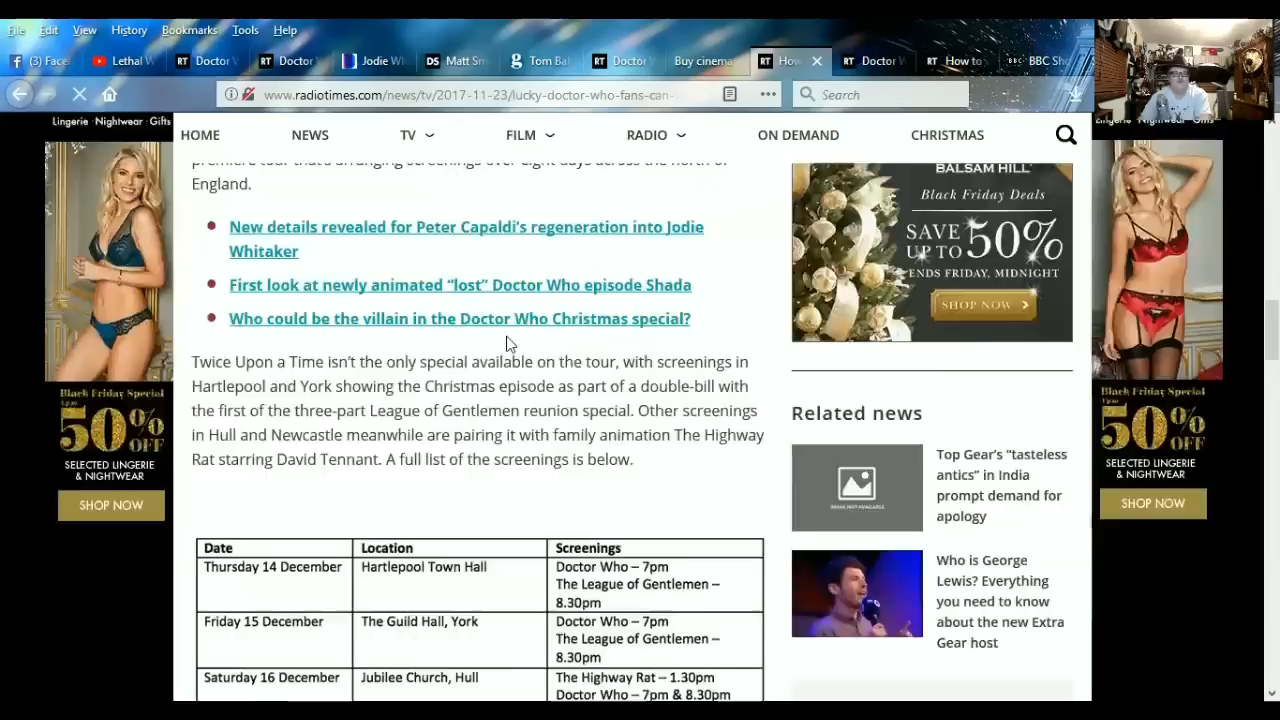 File Edit View History Bookmarks Tools Help
(3) Face
Lethal W
RT Doctor
RT Doctor
Jodie Wh
DS Matt Sm
g Tom Bal
RT Doctor
Buy cinema
RT How
RT Doctor W
RT How to
BBC Sh
www.radiotimes.com/news/tv/2017-11-23/lucky-doctor-who-fans-can-
Search
Lingerie · Nightwear · Gifts
HOME NEWS TV FILM RADIO ON DEMAND CHRISTMAS
Lingerie · Nightwear · Gifts
England.
New details revealed for Peter Capaldi's regeneration into Jodie
Whitaker
First look at newly animated “lost” Doctor Who episode Shada
Who could be the villain in the Doctor Who Christmas special?
Twice Upon a Time isn't the only special available on the tour, with screenings in
Hartlepool and York showing the Christmas episode as part of a double-bill with
the first of the three-part League of Gentlemen reunion special. Other screenings
in Hull and Newcastle meanwhile are pairing it with family animation The Highway
Rat starring David Tennant. A full list of the screenings is below.
Date Location Screenings
Thursday 14 December Hartlepool Town Hall Doctor Who – 7pm
The League of Gentlemen –
8.30pm
Friday 15 December The Guild Hall, York Doctor Who – 7pm
The League of Gentlemen –
8.30pm
Saturday 16 December Jubilee Church, Hull The Highway Rat – 1.30pm
Doctor Who – 7pm & 8.30pm
BALSAM HILL
Black Friday Deals
SAVE
UP TO 50%
ENDS FRIDAY, MIDNIGHT
SHOP NOW
Related news
Top Gear's “tasteless
antics” in India
prompt demand for
apology
Who is George
Lewis? Everything
you need to know
about the new Extra
Gear host
Black Friday Special
50%
OFF
SELECTED LINGERIE
& NIGHTWEAR
SHOP NOW
Black Friday Special
50%
OFF
SELECTED LINGERIE
& NIGHTWEAR
SHOP NOW